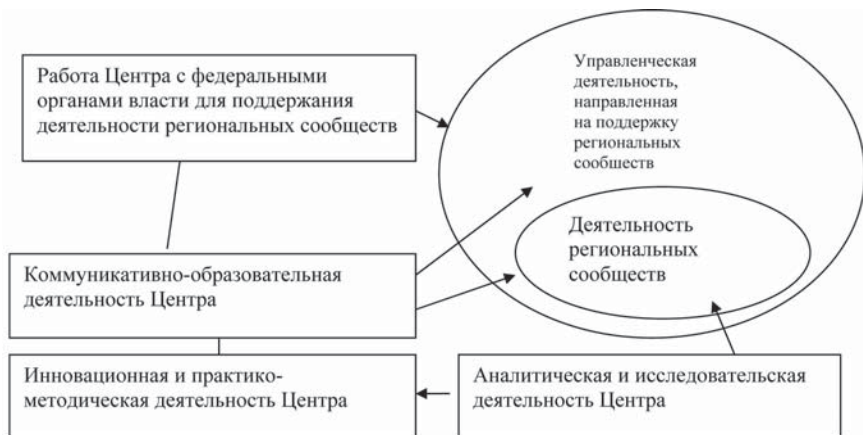 Работа Центра с федеральными
органами власти для поддержания
деятельности региональных сообществ
Управленческая
деятельность,
направленная
на поддержку
региональных
сообшеств
Деятельность
региональных
сообществ
Коммуникативно-образовательная
деятельность Центра
Инновационная и практико-
методическая деятельность Центра
Аналитическая и исследовательская
деятельность Центра